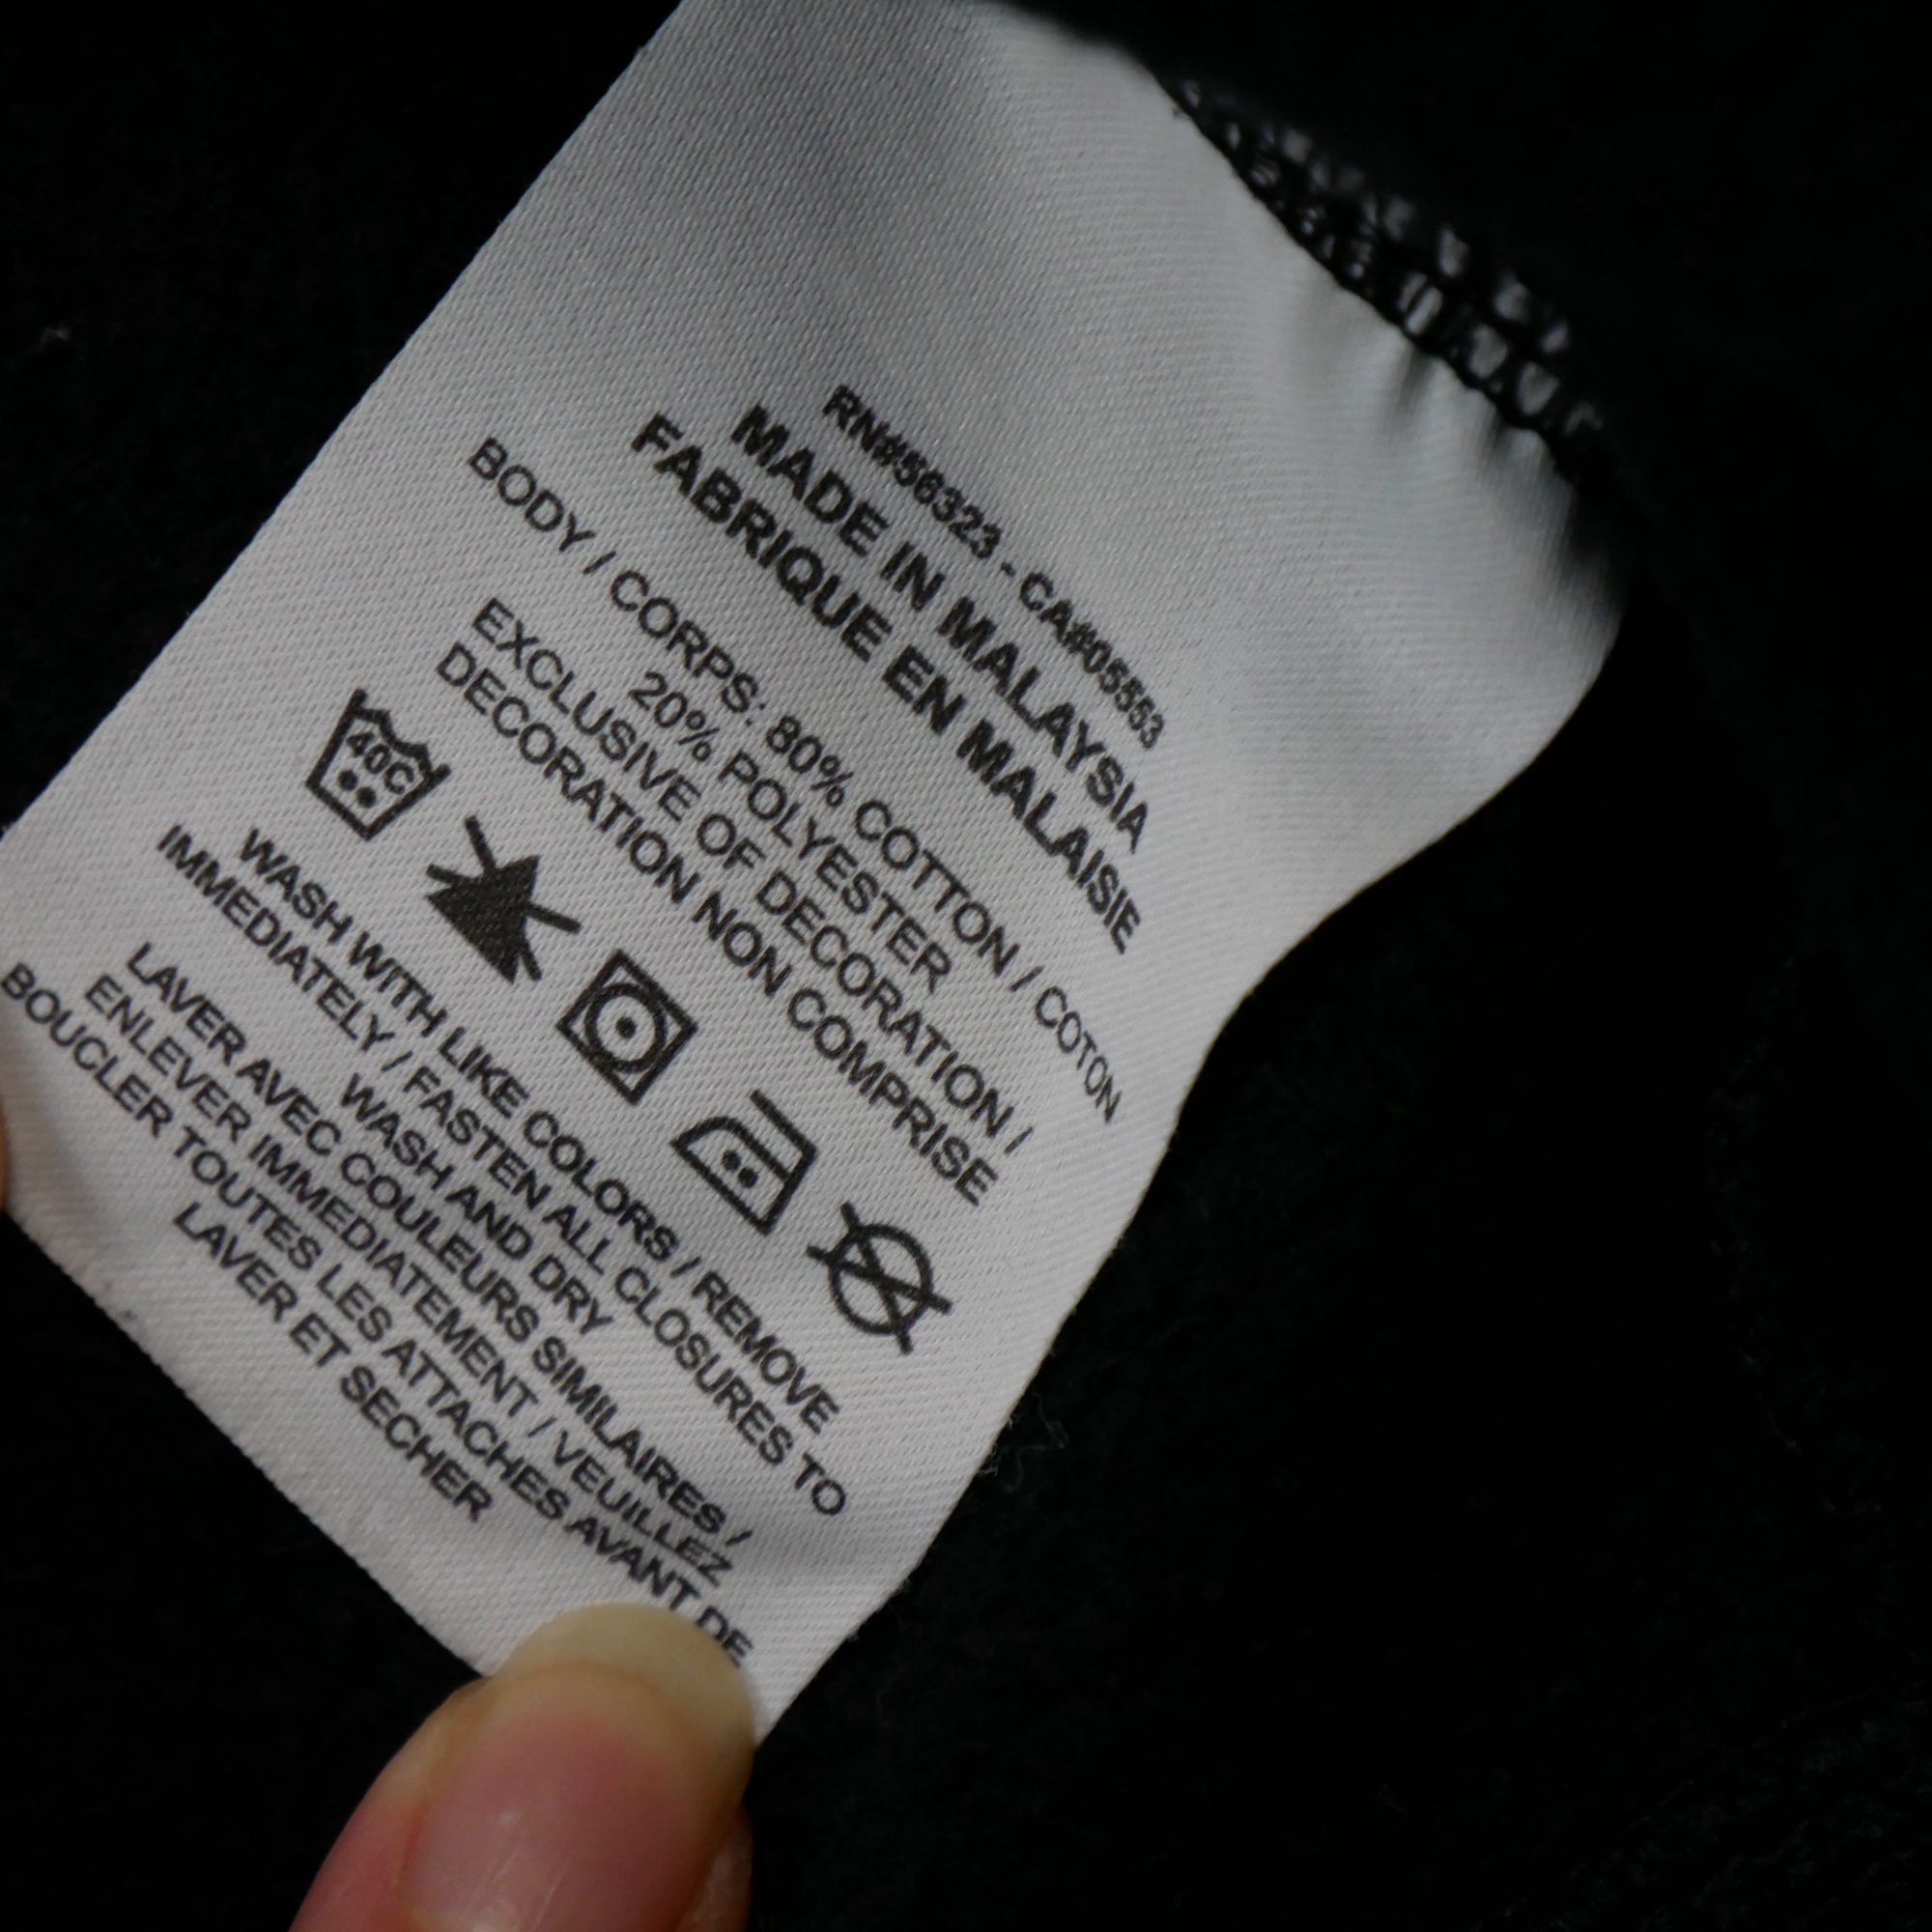 RN#56323 - CA#05553
MADE IN MALAYSIA
FABRIQUE EN MALAISIE
BODY / CORPS: 80% COTTON / COTON
20% POLYESTER
EXCLUSIVE OF DECORATION /
DECORATION NON COMPRISE
40C
WASH WITH LIKE COLORS / REMOVE
IMMEDIATELY / FASTEN ALL CLOSURES TO
WASH AND DRY
LAVER AVEC COULEURS SIMILAIRES /
ENLEVER IMMEDIATEMENT / VEUILLEZ
BOUCLER TOUTES LES ATTACHES AVANT DE
LAVER ET SECHER